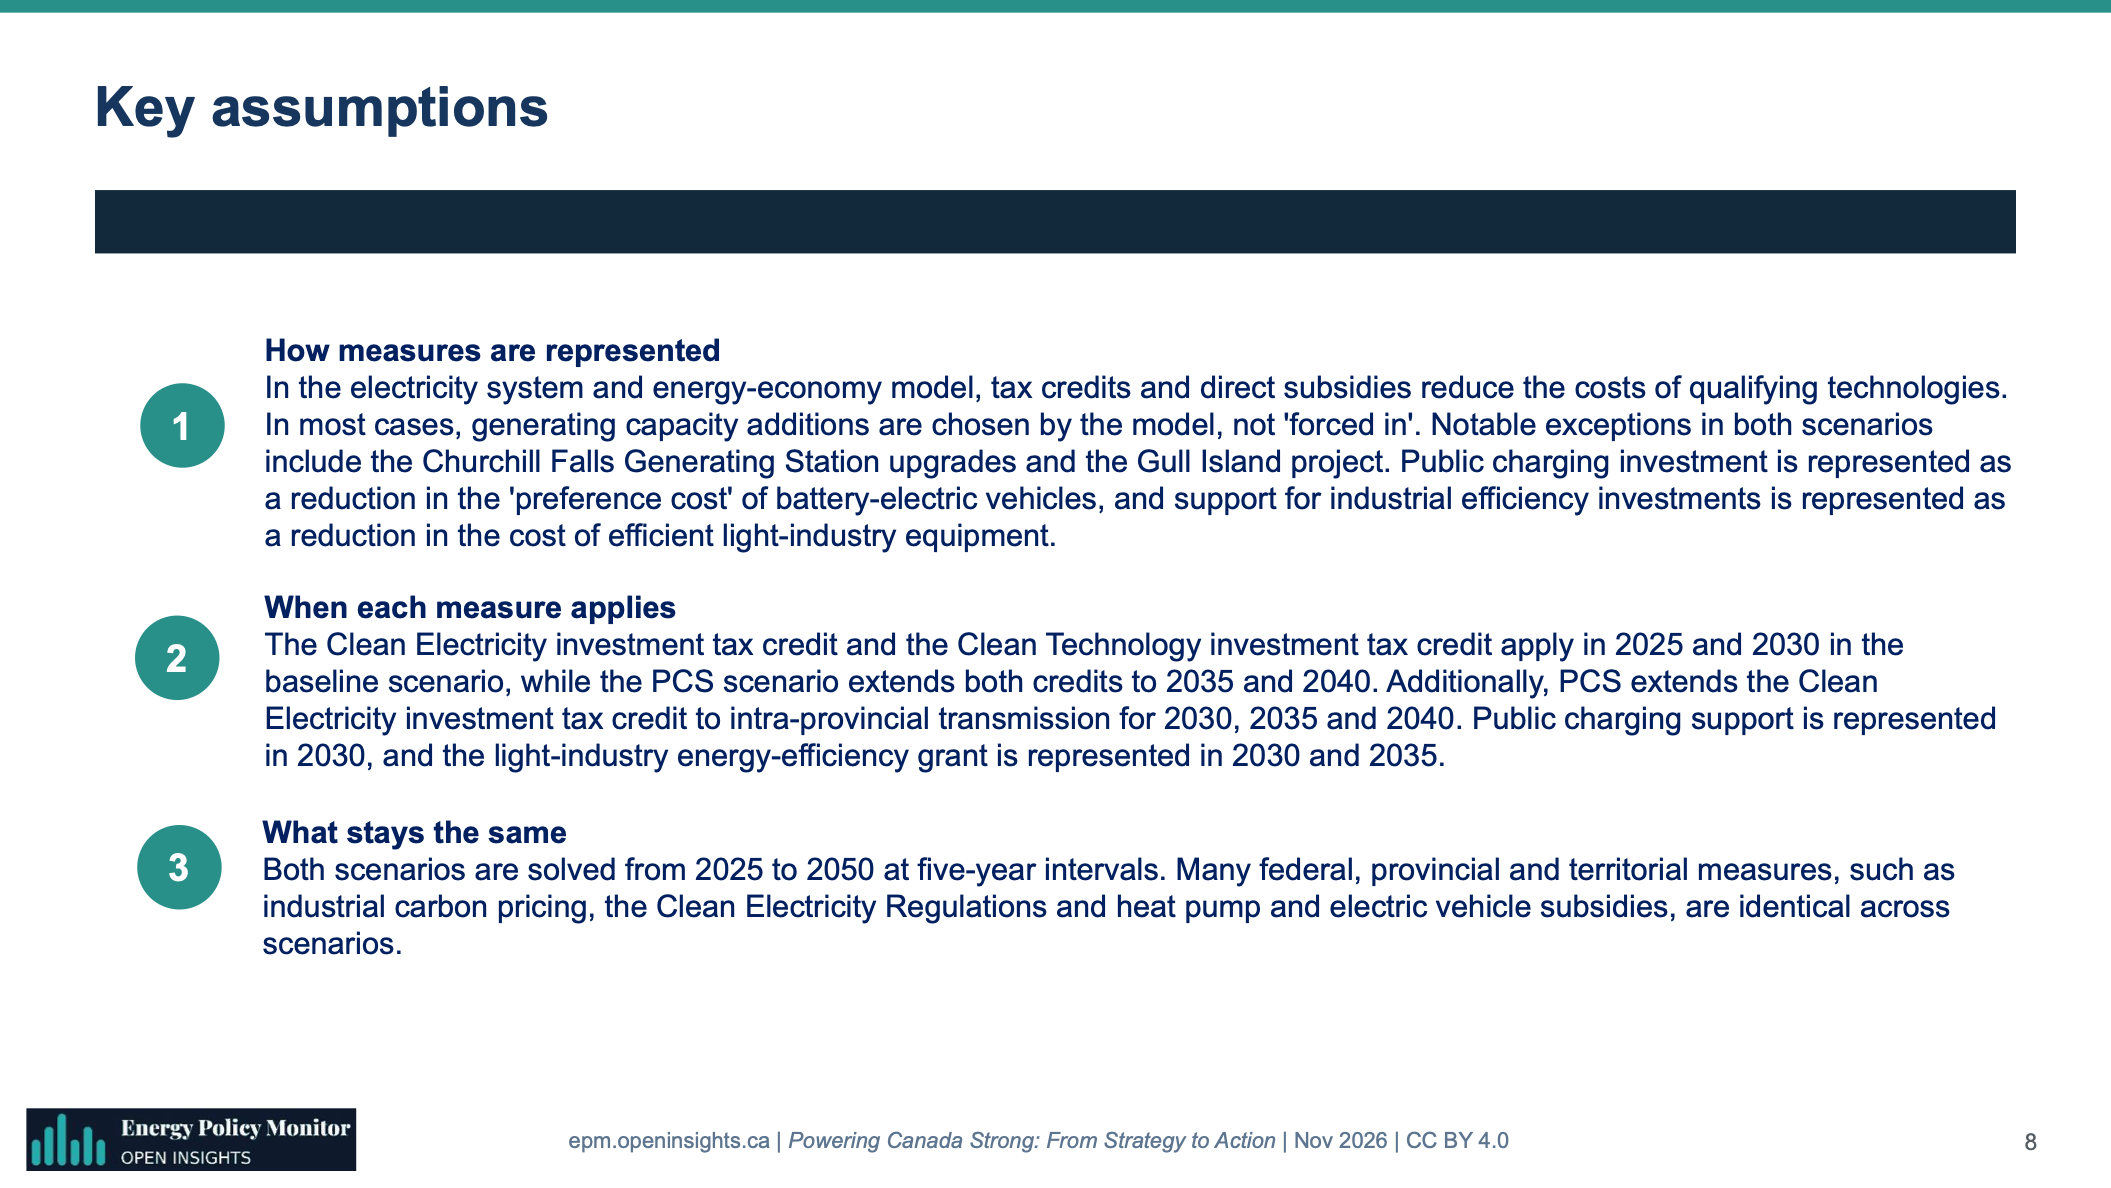 Key assumptions
1
How measures are represented
In the electricity system and energy-economy model, tax credits and direct subsidies reduce the costs of qualifying technologies.
In most cases, generating capacity additions are chosen by the model, not 'forced in'. Notable exceptions in both scenarios
include the Churchill Falls Generating Station upgrades and the Gull Island project. Public charging investment is represented as
a reduction in the 'preference cost' of battery-electric vehicles, and support for industrial efficiency investments is represented as
a reduction in the cost of efficient light-industry equipment.
2
When each measure applies
The Clean Electricity investment tax credit and the Clean Technology investment tax credit apply in 2025 and 2030 in the
baseline scenario, while the PCS scenario extends both credits to 2035 and 2040. Additionally, PCS extends the Clean
Electricity investment tax credit to intra-provincial transmission for 2030, 2035 and 2040. Public charging support is represented
in 2030, and the light-industry energy-efficiency grant is represented in 2030 and 2035.
3
What stays the same
Both scenarios are solved from 2025 to 2050 at five-year intervals. Many federal, provincial and territorial measures, such as
industrial carbon pricing, the Clean Electricity Regulations and heat pump and electric vehicle subsidies, are identical across
scenarios.
Energy Policy Monitor
OPEN INSIGHTS
epm.openinsights.ca | Powering Canada Strong: From Strategy to Action | Nov 2026 | CC BY 4.0
8